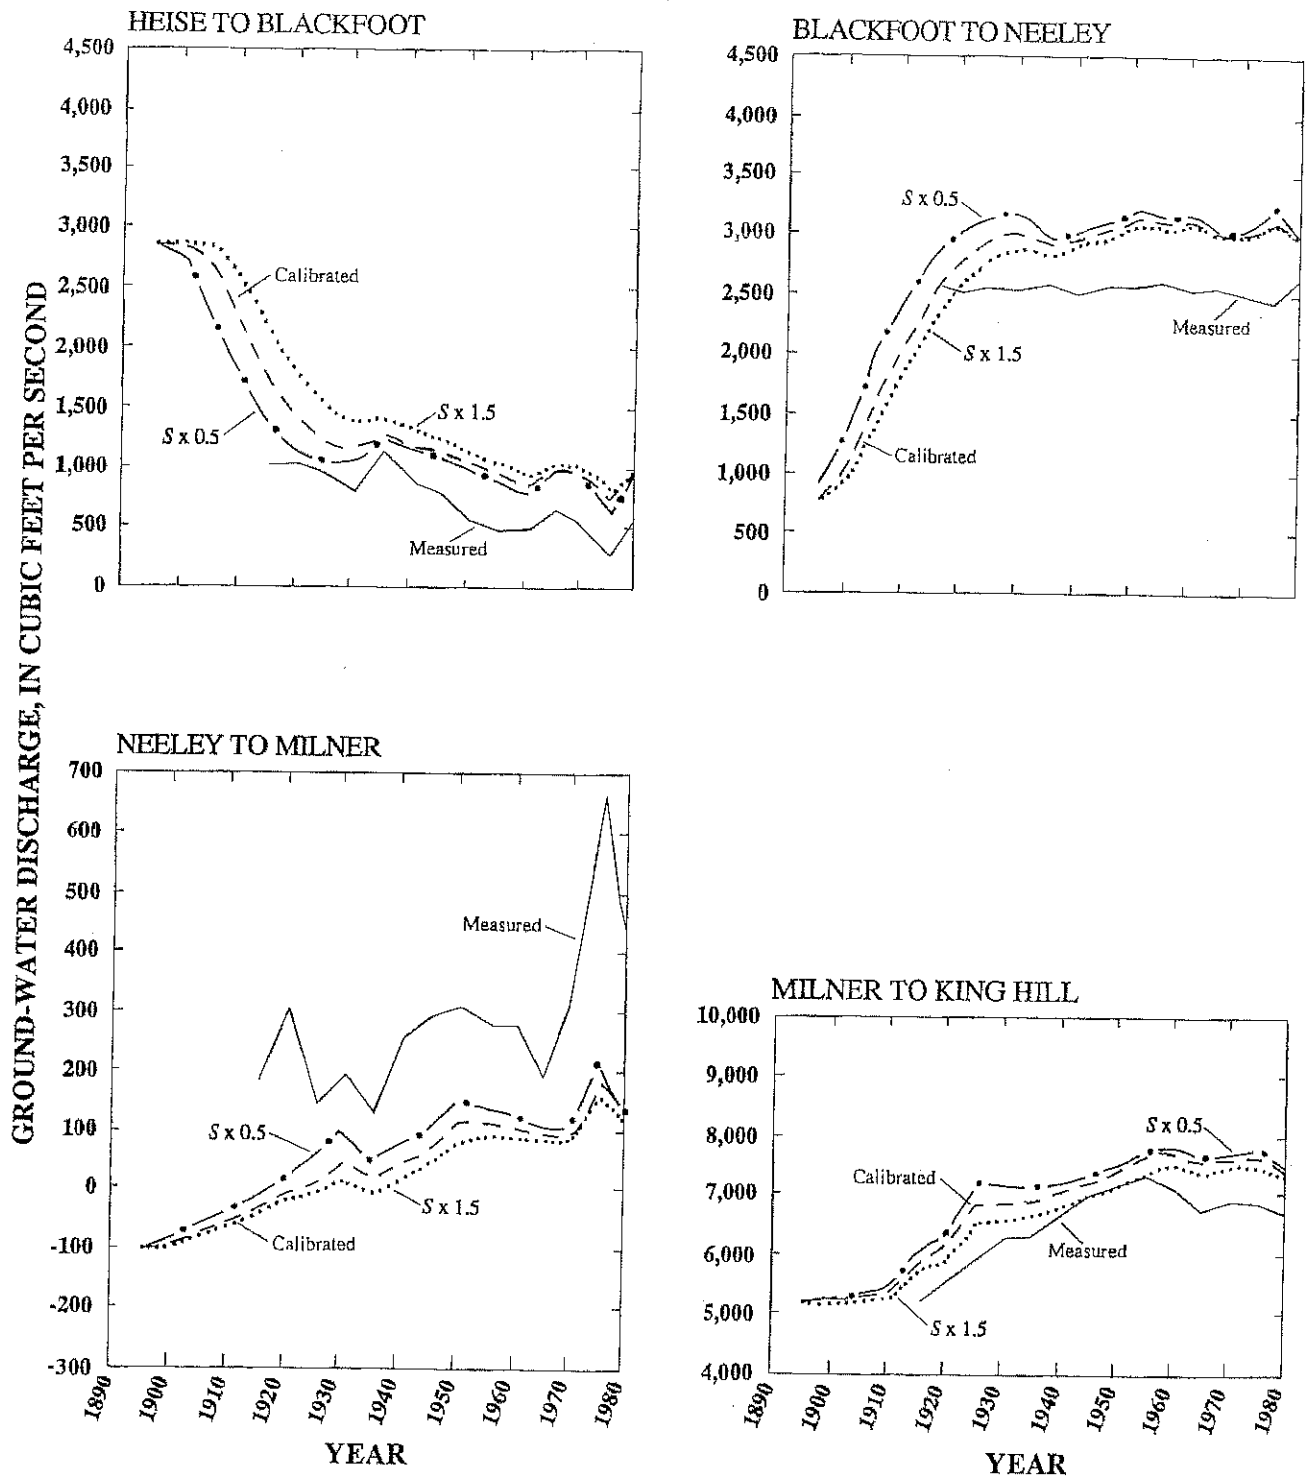 GROUND-WATER DISCHARGE, IN CUBIC FEET PER SECOND
HEISE TO BLACKFOOT
4,500
4,000
3,500
3,000
2,500
2,000
1,500
1,000
500
0
Calibrated
S x 1.5
S x 0.5
Measured
BLACKFOOT TO NEELEY
4,500
4,000
3,500
3,000
2,500
2,000
1,500
1,000
500
0
S x 0.5
Measured
S x 1.5
Calibrated
NEELEY TO MILNER
700
600
500
400
300
200
100
0
-100
-200
-300
Measured
S x 0.5
S x 1.5
Calibrated
1890
1900
1910
1920
1930
1940
1950
1960
1970
1980
YEAR
MILNER TO KING HILL
10,000
9,000
8,000
7,000
6,000
5,000
4,000
S x 0.5
Calibrated
Measured
S x 1.5
1890
1900
1910
1920
1930
1940
1950
1960
1970
1980
YEAR